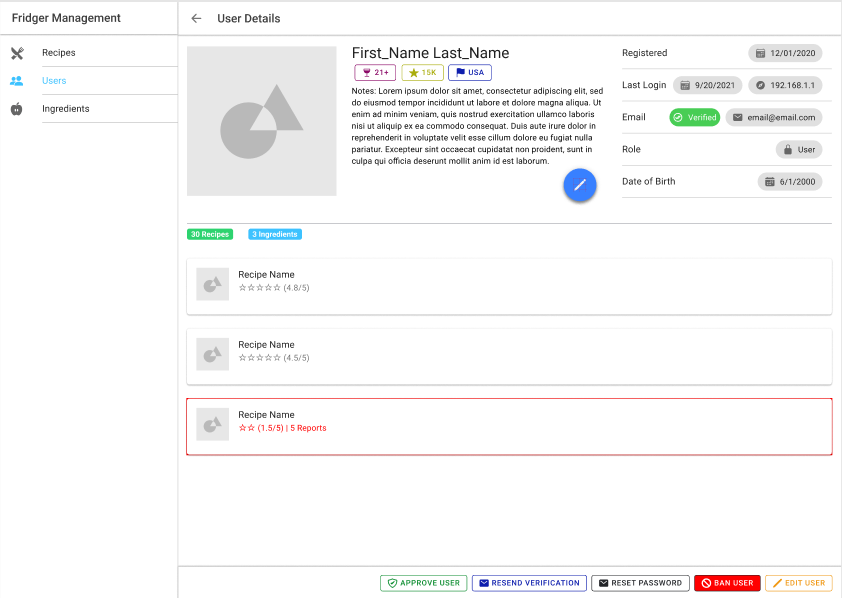 Fridger Management
User Details
Recipes
Users
Ingredients
First_Name Last_Name
21+
15K
USA
Notes: Lorem ipsum dolor sit amet, consectetur adipiscing elit, sed
do eiusmod tempor incididunt ut labore et dolore magna aliqua. Ut
enim ad minim veniam, quis nostrud exercitation ullamco laboris
nisi ut aliquip ex ea commodo consequat. Duis aute irure dolor in
reprehenderit in voluptate velit esse cillum dolore eu fugiat nulla
pariatur. Excepteur sint occaecat cupidatat non proident, sunt in
culpa qui officia deserunt mollit anim id est laborum.
Registered 12/01/2020
Last Login 9/20/2021 192.168.1.1
Email Verified email@email.com
Role User
Date of Birth 6/1/2000
30 Recipes 3 Ingredients
Recipe Name
☆☆☆☆☆ (4.8/5)
Recipe Name
☆☆☆☆☆ (4.5/5)
Recipe Name
☆☆ (1.5/5) | 5 Reports
APPROVE USER RESEND VERIFICATION RESET PASSWORD BAN USER EDIT USER